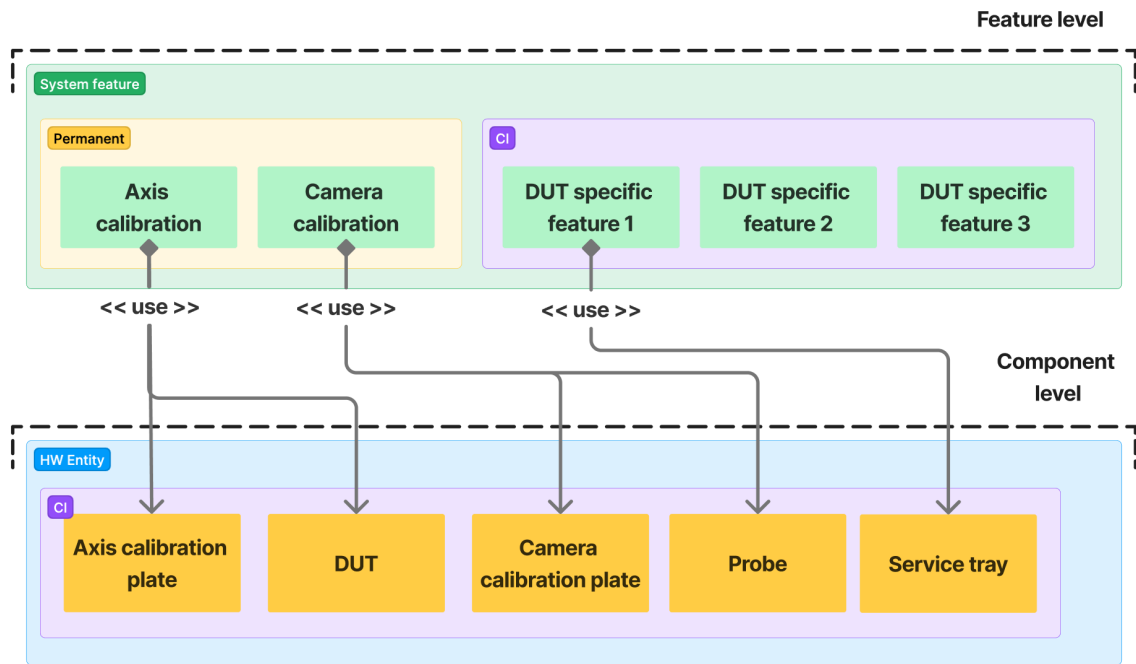 Feature level
System feature
Permanent
CI
Axis
calibration
Camera
calibration
DUT specific
feature 1
DUT specific
feature 2
DUT specific
feature 3
<< use >>
<< use >>
<< use >>
Component
level
HW Entity
CI
Axis calibration
plate
DUT
Camera
calibration plate
Probe
Service tray